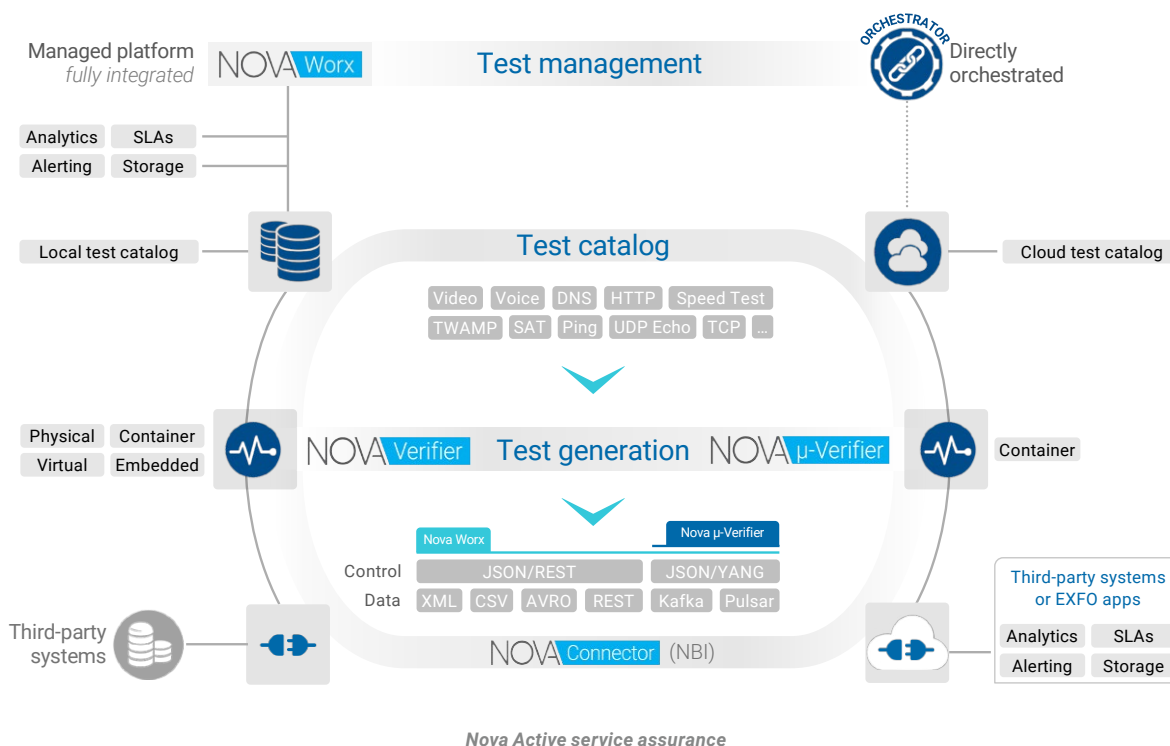 ORCHESTRATOR
Managed platform
fully integrated
NOVA Worx
Test management
Directly
orchestrated
Analytics SLAs
Alerting Storage
Local test catalog
Test catalog
Cloud test catalog
Video Voice DNS HTTP Speed Test
TWAMP SAT Ping UDP Echo TCP ...
Physical Container
Virtual Embedded
NOVA Verifier
Test generation
NOVA µ-Verifier
Container
Nova Worx
Nova µ-Verifier
Control JSON/REST JSON/YANG
Data XML CSV AVRO REST Kafka Pulsar
Third-party
systems
NOVA Connector (NBI)
Third-party systems
or EXFO apps
Analytics SLAs
Alerting Storage
Nova Active service assurance